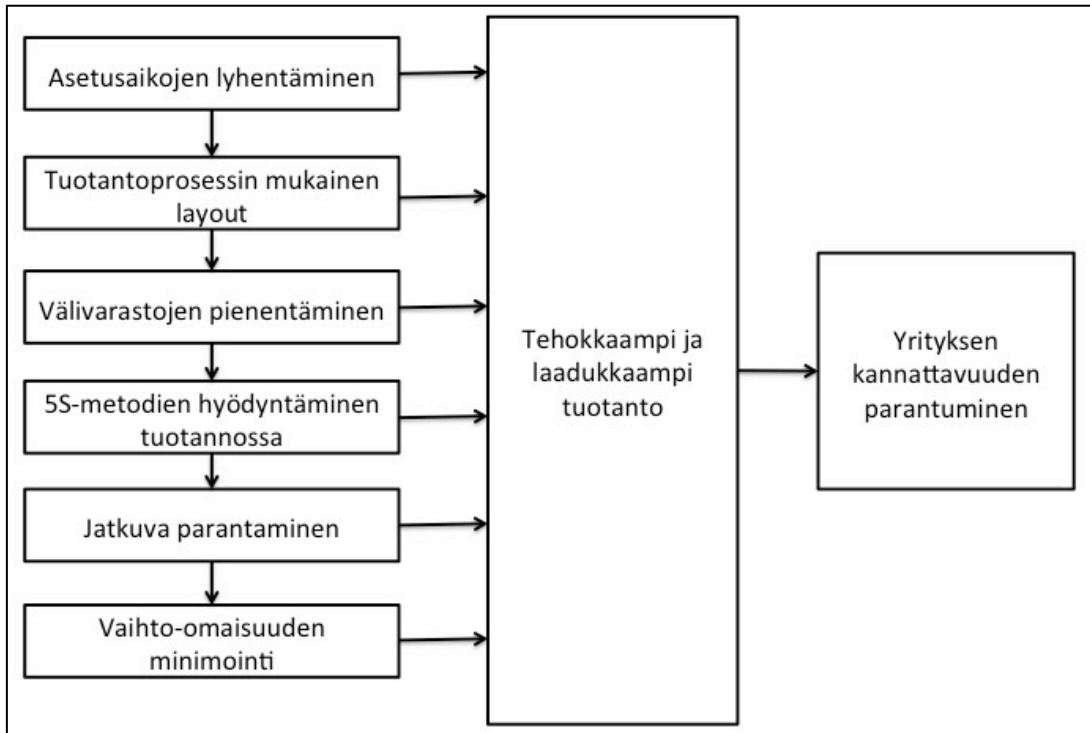 Asetusaikojen lyhentäminen
Tuotantoprosessin mukainen
layout
Välivarastojen pienentäminen
5S-metodien hyödyntäminen
tuotannossa
Jatkuva parantaminen
Vaihto-omaisuuden
minimointi
Tehokkaampi ja
laadukkaampi
tuotanto
Yrityksen
kannattavuuden
parantuminen